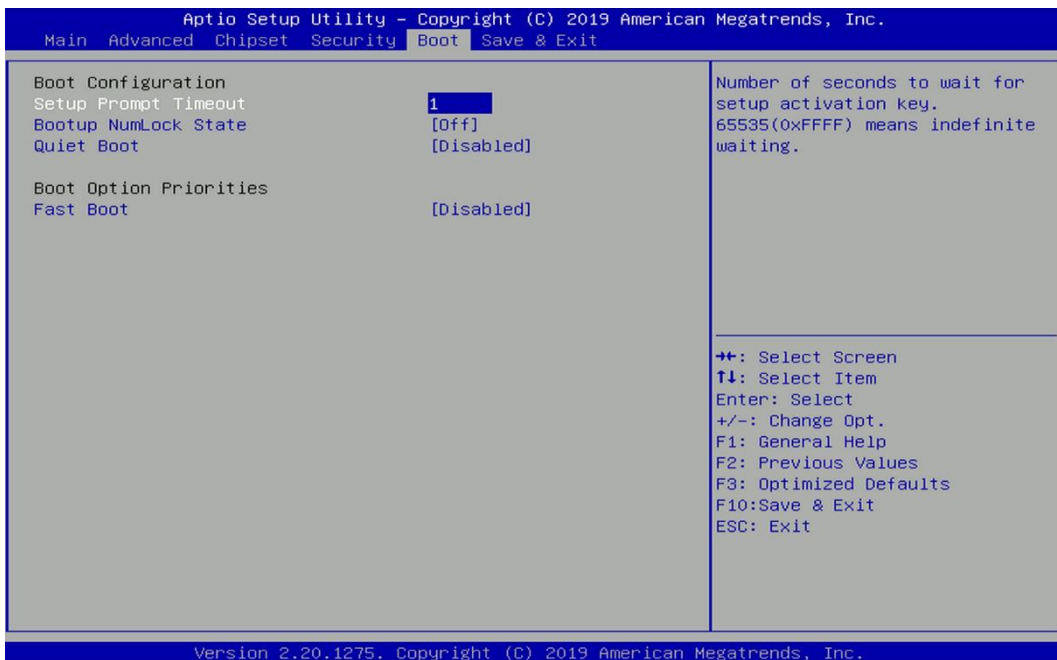 Aptio Setup Utility – Copyright (C) 2019 American Megatrends, Inc.
Main Advanced Chipset Security Boot Save & Exit
Boot Configuration
Setup Prompt Timeout 1
Bootup NumLock State [Off]
Quiet Boot [Disabled]
Boot Option Priorities
Fast Boot [Disabled]
Number of seconds to wait for
setup activation key.
65535(0xFFFF) means indefinite
waiting.
→←: Select Screen
↑↓: Select Item
Enter: Select
+/-: Change Opt.
F1: General Help
F2: Previous Values
F3: Optimized Defaults
F10:Save & Exit
ESC: Exit
Version 2.20.1275. Copyright (C) 2019 American Megatrends, Inc.